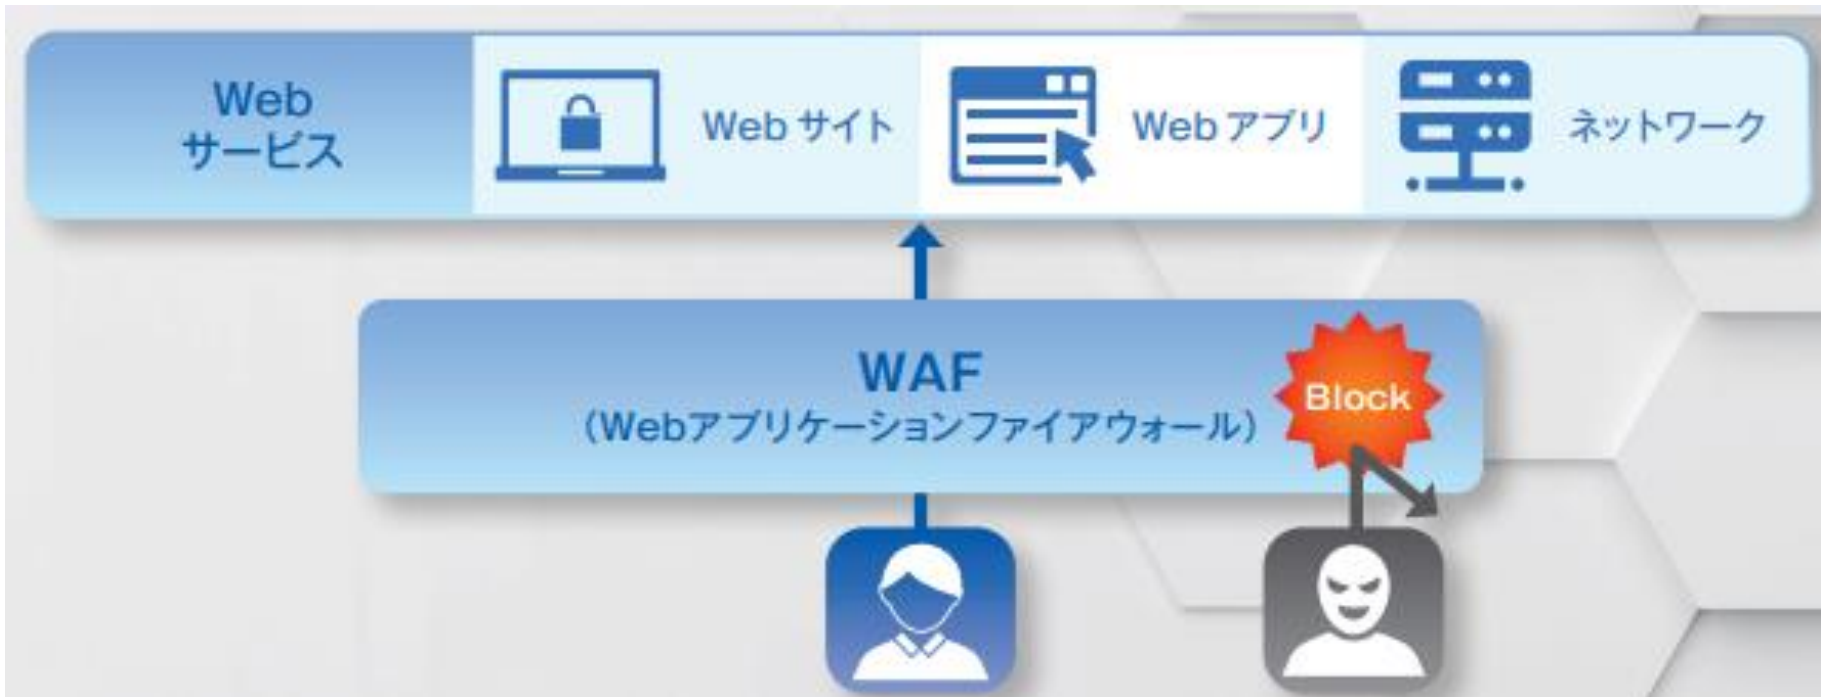 Web
サービス
Web サイト
Web アプリ
ネットワーク
WAF
（Webアプリケーションファイアウォール）
Block